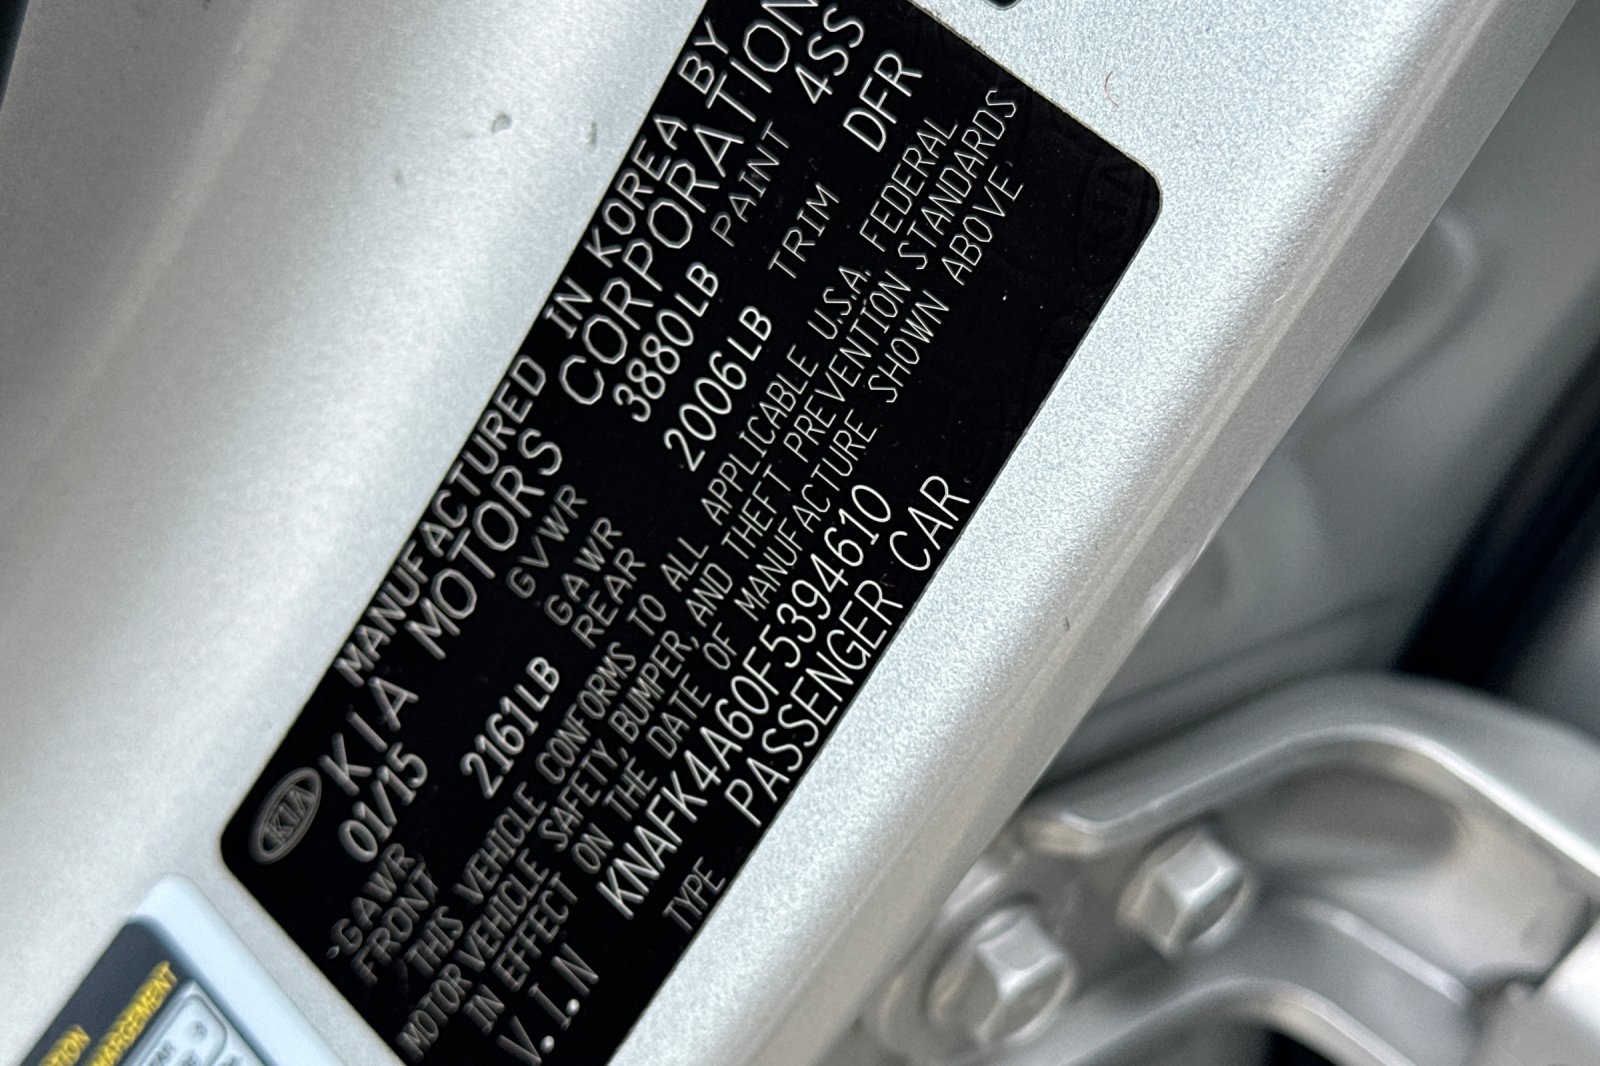 KIA
MANUFACTURED IN KOREA BY
KIA MOTORS CORPORATION
01/15 GVWR 3880LB PAINT 4SS
GAWR FRONT 2161LB GAWR REAR 2006LB TRIM DFR
THIS VEHICLE CONFORMS TO ALL APPLICABLE U.S.A. FEDERAL
MOTOR VEHICLE SAFETY, BUMPER, AND THEFT PREVENTION STANDARDS
IN EFFECT ON THE DATE OF MANUFACTURE SHOWN ABOVE.
V.I.N KNAFK4A60F5394610
TYPE PASSENGER CAR